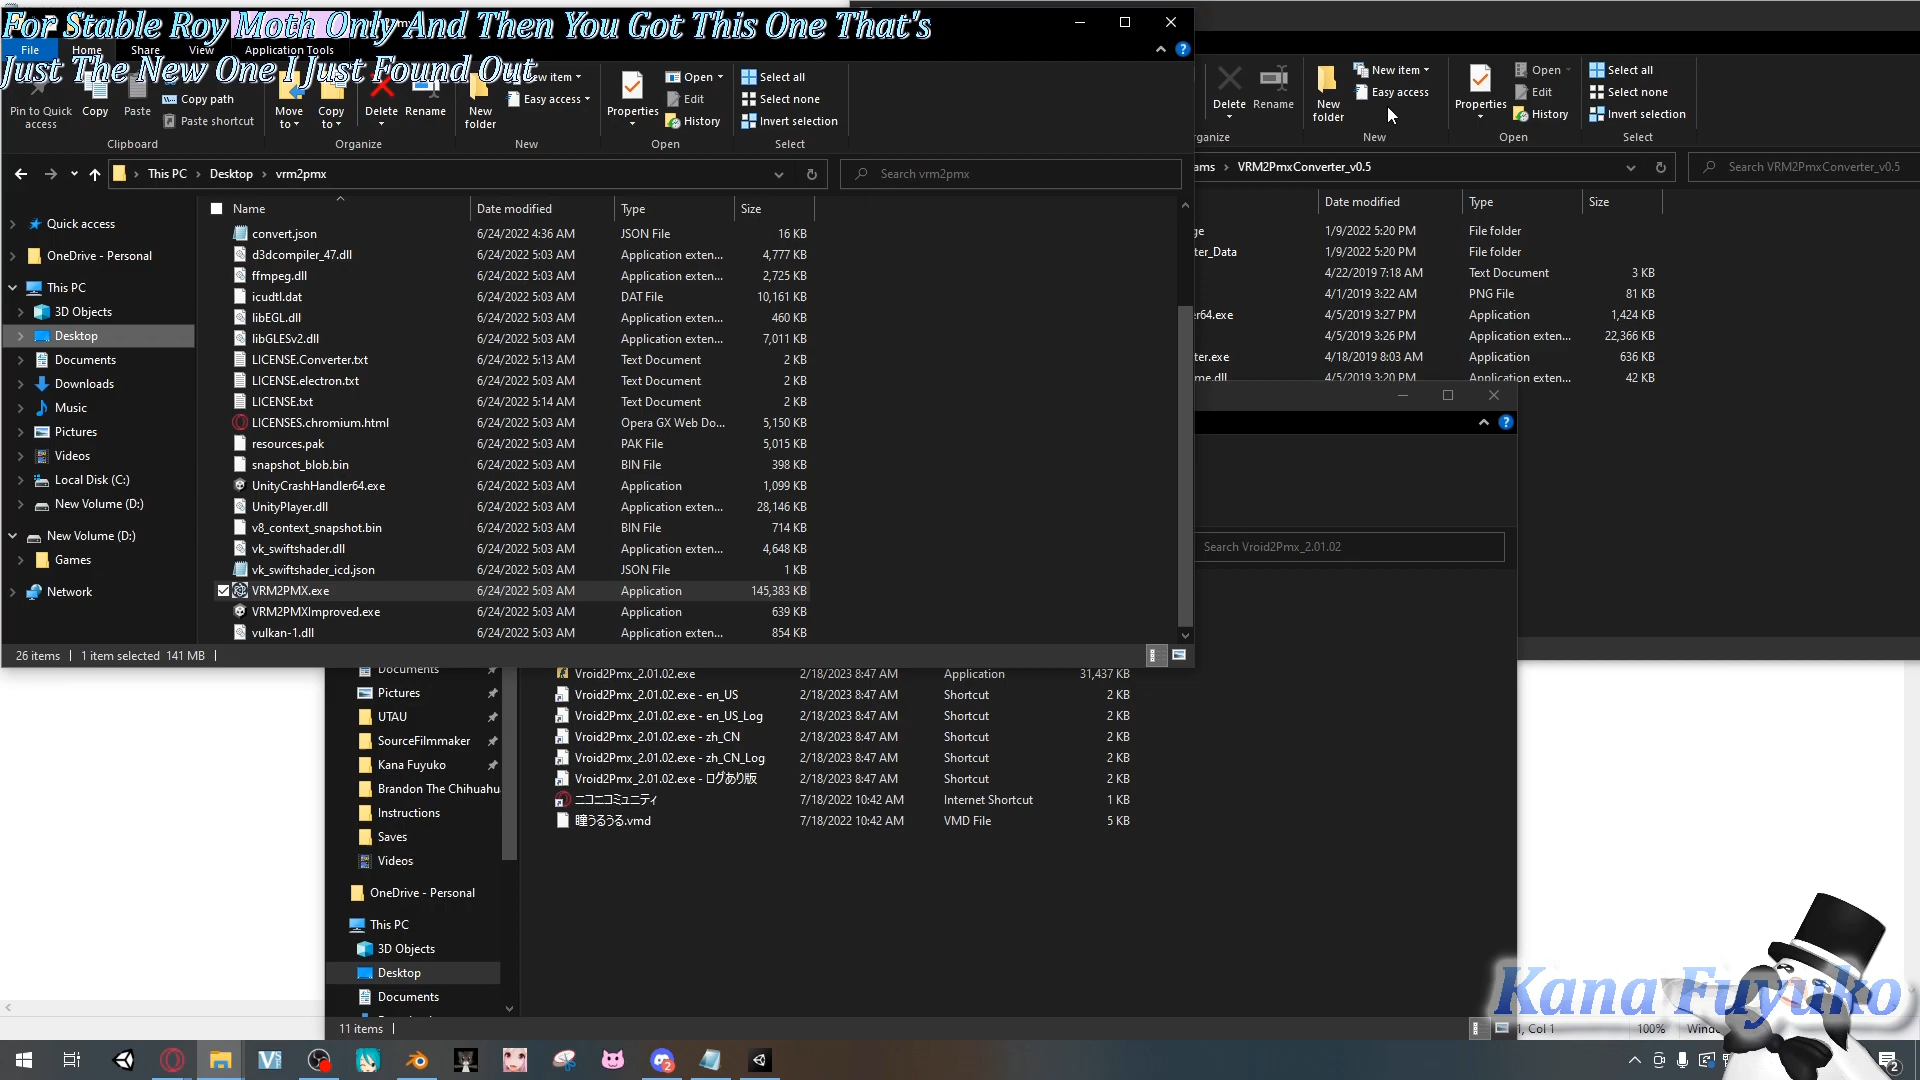 For Stable Roy Moth Only And Then You Got This One That's
Just The New One I Just Found Out
File Home Share View Application Tools
Pin to Quick access
Copy
Paste
Copy path
Paste shortcut
Clipboard
Move to
Copy to
Delete
Rename
Organize
New folder
New item
Easy access
New
Properties
Open
Edit
History
Open
Select all
Select none
Invert selection
Select
This PC > Desktop > vrm2pmx
Search vrm2pmx
Name Date modified Type Size
convert.json 6/24/2022 4:36 AM JSON File 16 KB
d3dcompiler_47.dll 6/24/2022 5:03 AM Application exten... 4,777 KB
ffmpeg.dll 6/24/2022 5:03 AM Application exten... 2,725 KB
icudtl.dat 6/24/2022 5:03 AM DAT File 10,161 KB
libEGL.dll 6/24/2022 5:03 AM Application exten... 460 KB
libGLESv2.dll 6/24/2022 5:03 AM Application exten... 7,011 KB
LICENSE.Converter.txt 6/24/2022 5:13 AM Text Document 2 KB
LICENSE.electron.txt 6/24/2022 5:03 AM Text Document 2 KB
LICENSE.txt 6/24/2022 5:14 AM Text Document 2 KB
LICENSES.chromium.html 6/24/2022 5:03 AM Opera GX Web Do... 5,150 KB
resources.pak 6/24/2022 5:03 AM PAK File 5,015 KB
snapshot_blob.bin 6/24/2022 5:03 AM BIN File 398 KB
UnityCrashHandler64.exe 6/24/2022 5:03 AM Application 1,099 KB
UnityPlayer.dll 6/24/2022 5:03 AM Application exten... 28,146 KB
v8_context_snapshot.bin 6/24/2022 5:03 AM BIN File 714 KB
vk_swiftshader.dll 6/24/2022 5:03 AM Application exten... 4,648 KB
vk_swiftshader_icd.json 6/24/2022 5:03 AM JSON File 1 KB
VRM2PMX.exe 6/24/2022 5:03 AM Application 145,383 KB
VRM2PMXImproved.exe 6/24/2022 5:03 AM Application 639 KB
vulkan-1.dll 6/24/2022 5:03 AM Application exten... 854 KB
Quick access
OneDrive - Personal
This PC
3D Objects
Desktop
Documents
Downloads
Music
Pictures
Videos
Local Disk (C:)
New Volume (D:)
New Volume (D:)
Games
Network
26 items 1 item selected 141 MB
Delete
Rename
ganize
New folder
New item
Easy access
New
Properties
Open
Edit
History
Open
Select all
Select none
Invert selection
Select
ams > VRM2PmxConverter_v0.5
Search VRM2PmxConverter_v0.5
Date modified Type Size
ge 1/9/2022 5:20 PM File folder
ter_Data 1/9/2022 5:20 PM File folder
4/22/2019 7:18 AM Text Document 3 KB
4/1/2019 3:22 AM PNG File 81 KB
er64.exe 4/5/2019 3:27 PM Application 1,424 KB
4/5/2019 3:26 PM Application exten... 22,366 KB
ter.exe 4/18/2019 8:03 AM Application 636 KB
me.dll 4/5/2019 3:20 PM Application exten... 42 KB
Search Vroid2Pmx_2.01.02
Documents
Pictures
UTAU
SourceFilmmaker
Kana Fuyuko
Brandon The Chihuahu
Instructions
Saves
Videos
OneDrive - Personal
This PC
3D Objects
Desktop
Documents
Vroid2Pmx_2.01.02.exe 2/18/2023 8:47 AM Application 31,437 KB
Vroid2Pmx_2.01.02.exe - en_US 2/18/2023 8:47 AM Shortcut 2 KB
Vroid2Pmx_2.01.02.exe - en_US_Log 2/18/2023 8:47 AM Shortcut 2 KB
Vroid2Pmx_2.01.02.exe - zh_CN 2/18/2023 8:47 AM Shortcut 2 KB
Vroid2Pmx_2.01.02.exe - zh_CN_Log 2/18/2023 8:47 AM Shortcut 2 KB
Vroid2Pmx_2.01.02.exe - ログあり版 2/18/2023 8:47 AM Shortcut 2 KB
ニコニコミュニティ 7/18/2022 10:42 AM Internet Shortcut 1 KB
瞳うるうる.vmd 7/18/2022 10:42 AM VMD File 5 KB
11 items
1, Col 1 100% Windo
Kana Fuyuko